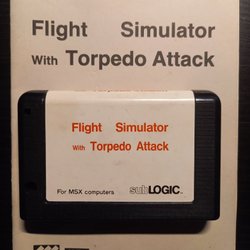 Flight Simulator
With Torpedo Attack
Flight Simulator
With Torpedo Attack
For MSX computers
subLOGIC